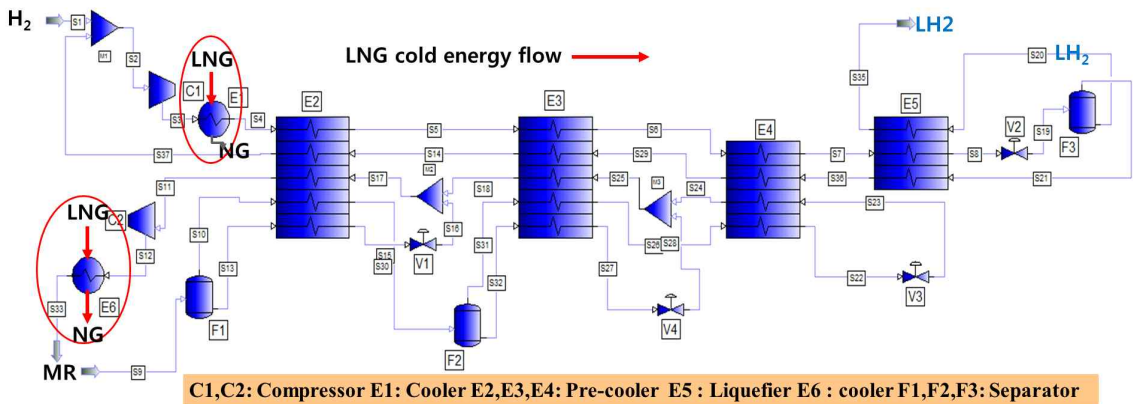 H₂
S1
M1
S2
LNG
C1
E1
S3
S4
NG
S37
LNG cold energy flow
E2
S5
S14
S17
M2
S18
S16
V1
S15
S30
E3
S6
S29
S25
M3
S24
S26
S28
S31
S32
S27
V4
F2
E4
S7
S36
S23
S22
V3
S35
LH2
E5
S8
V2
S19
S20
LH₂
F3
S21
S11
LNG
C2
S12
S10
S13
F1
S33
E6
NG
MR
S9
C1,C2: Compressor E1: Cooler E2,E3,E4: Pre-cooler E5 : Liquefier E6 : cooler F1,F2,F3: Separator